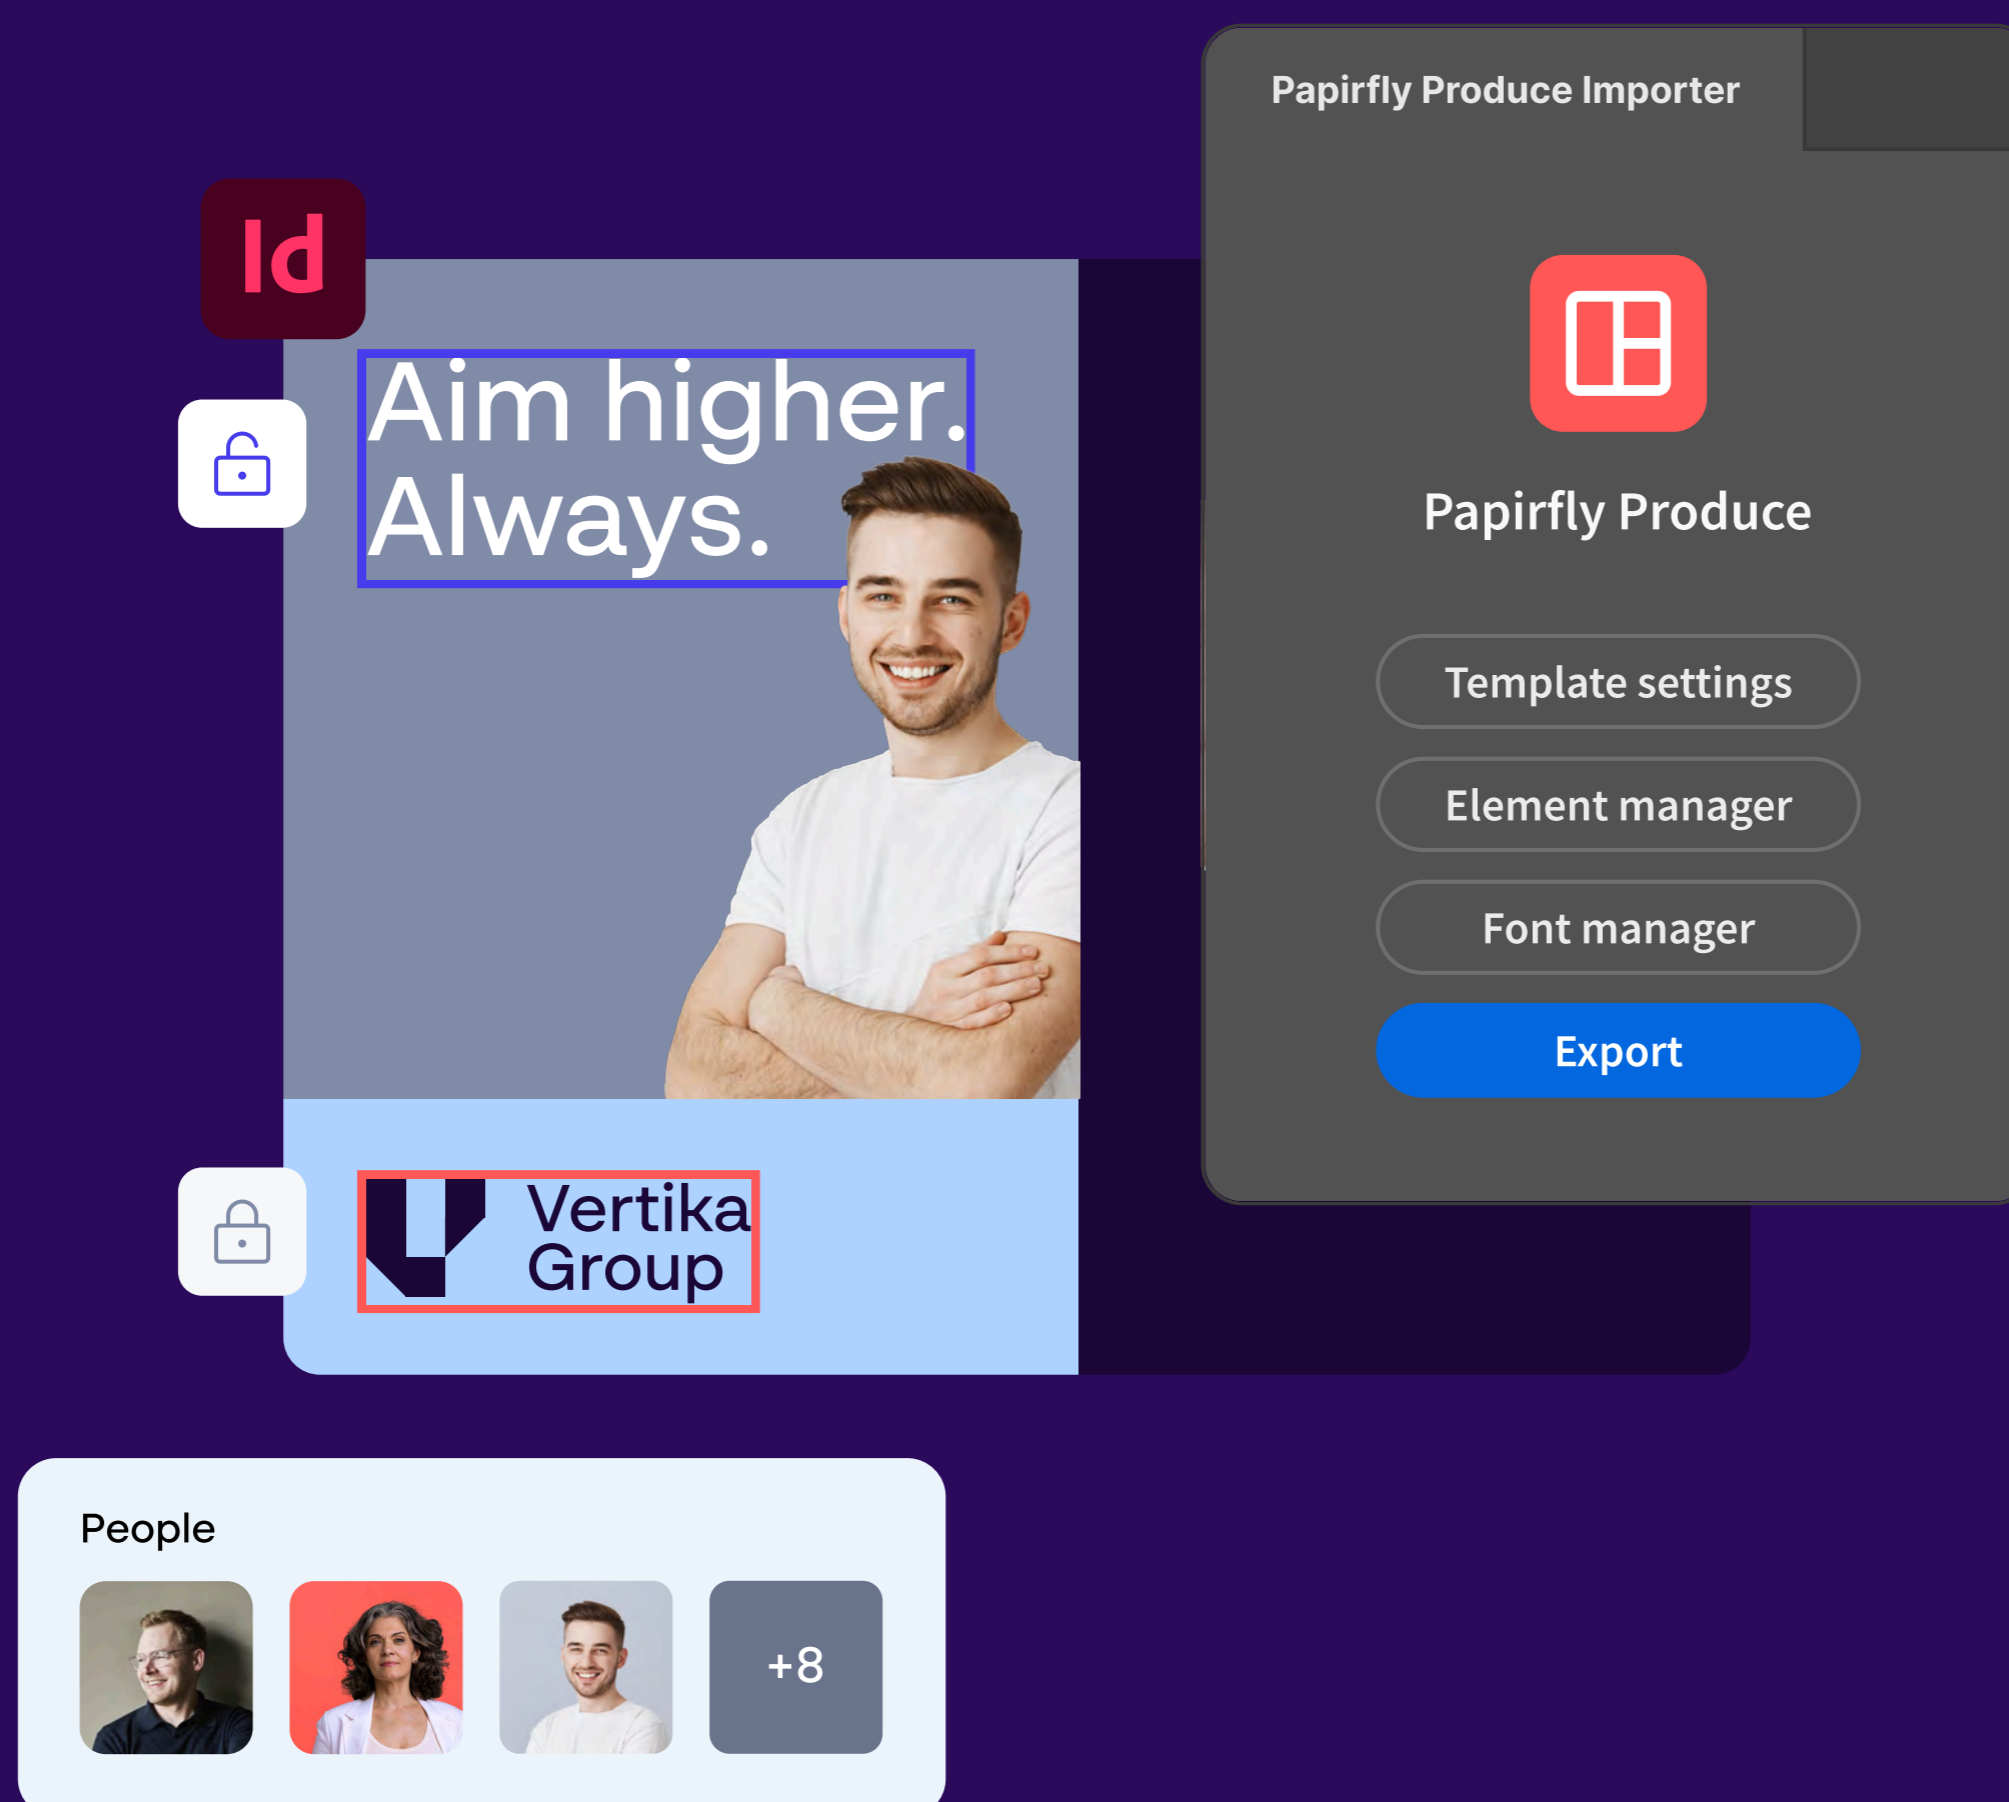 Papirfly Produce Importer
Id
Aim higher.
Always.
Papirfly Produce
Template settings
Element manager
Font manager
Export
Vertika
Group
People
+8